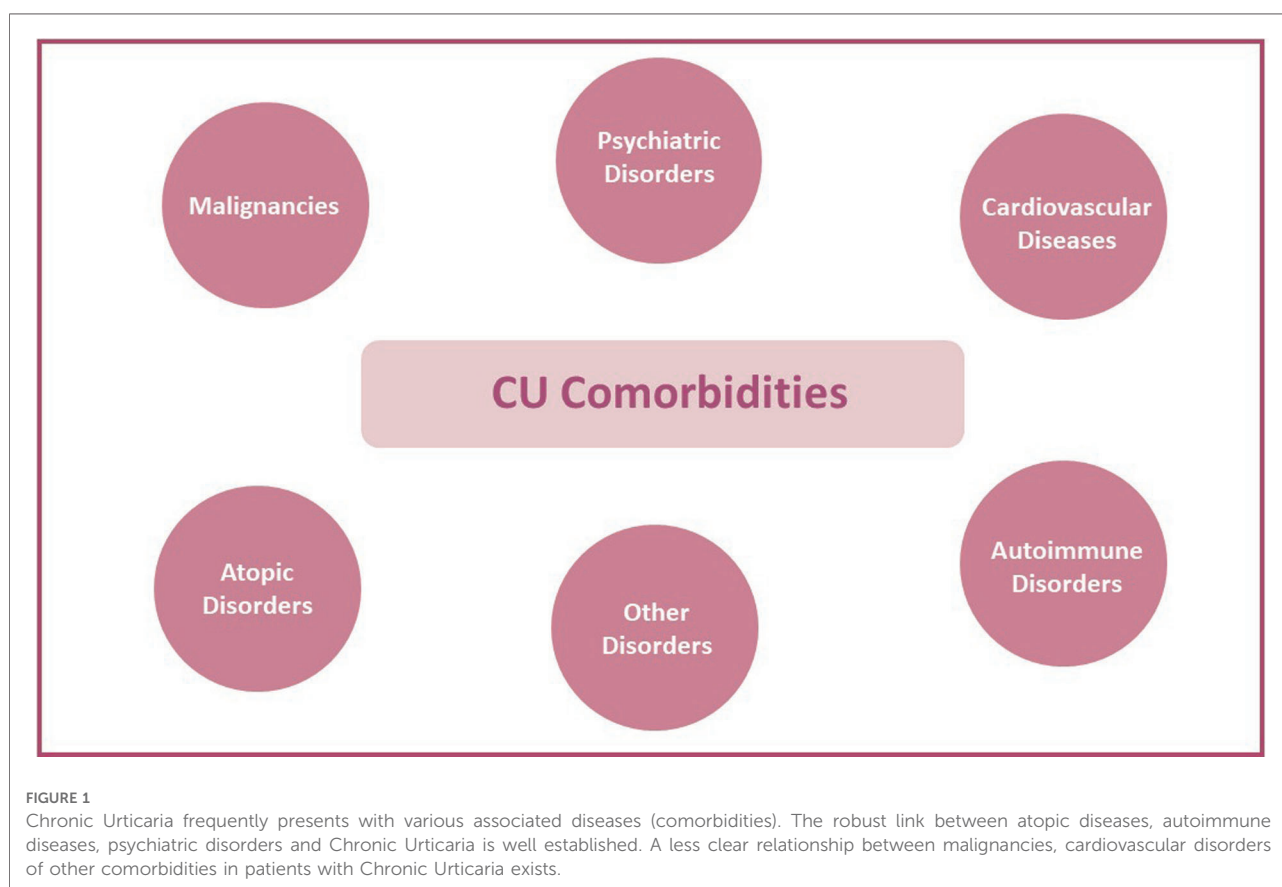 Psychiatric
Disorders
Malignancies
Cardiovascular
Diseases
CU Comorbidities
Atopic
Disorders
Autoimmune
Disorders
Other
Disorders
FIGURE 1
Chronic Urticaria frequently presents with various associated diseases (comorbidities). The robust link between atopic diseases, autoimmune
diseases, psychiatric disorders and Chronic Urticaria is well established. A less clear relationship between malignancies, cardiovascular disorders
of other comorbidities in patients with Chronic Urticaria exists.